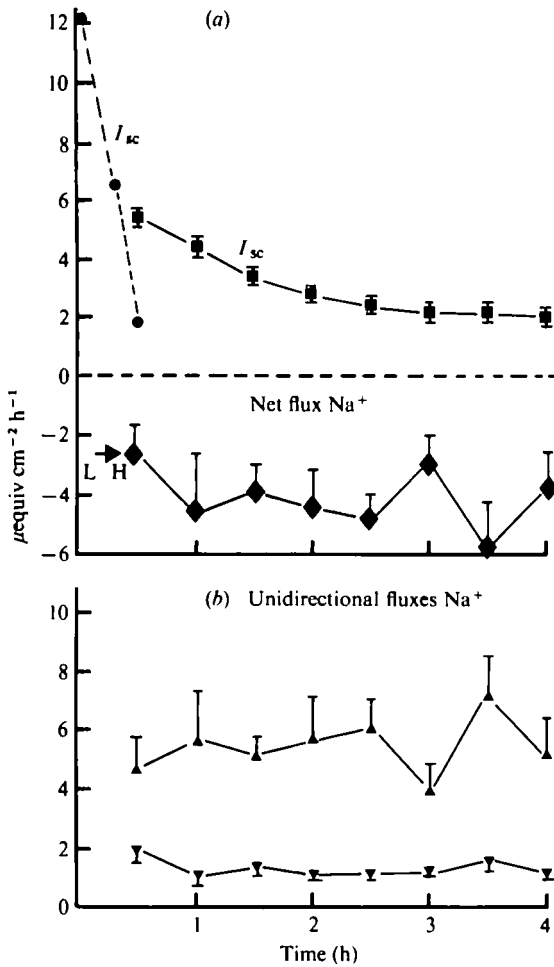 (a)
12
10
8
6
4
2
0
−2
−4
−6
I sc
I sc
Net flux Na+
L H
μequiv cm−2 h−1
(b) Unidirectional fluxes Na+
10
8
6
4
2
0
1 2 3 4
Time (h)